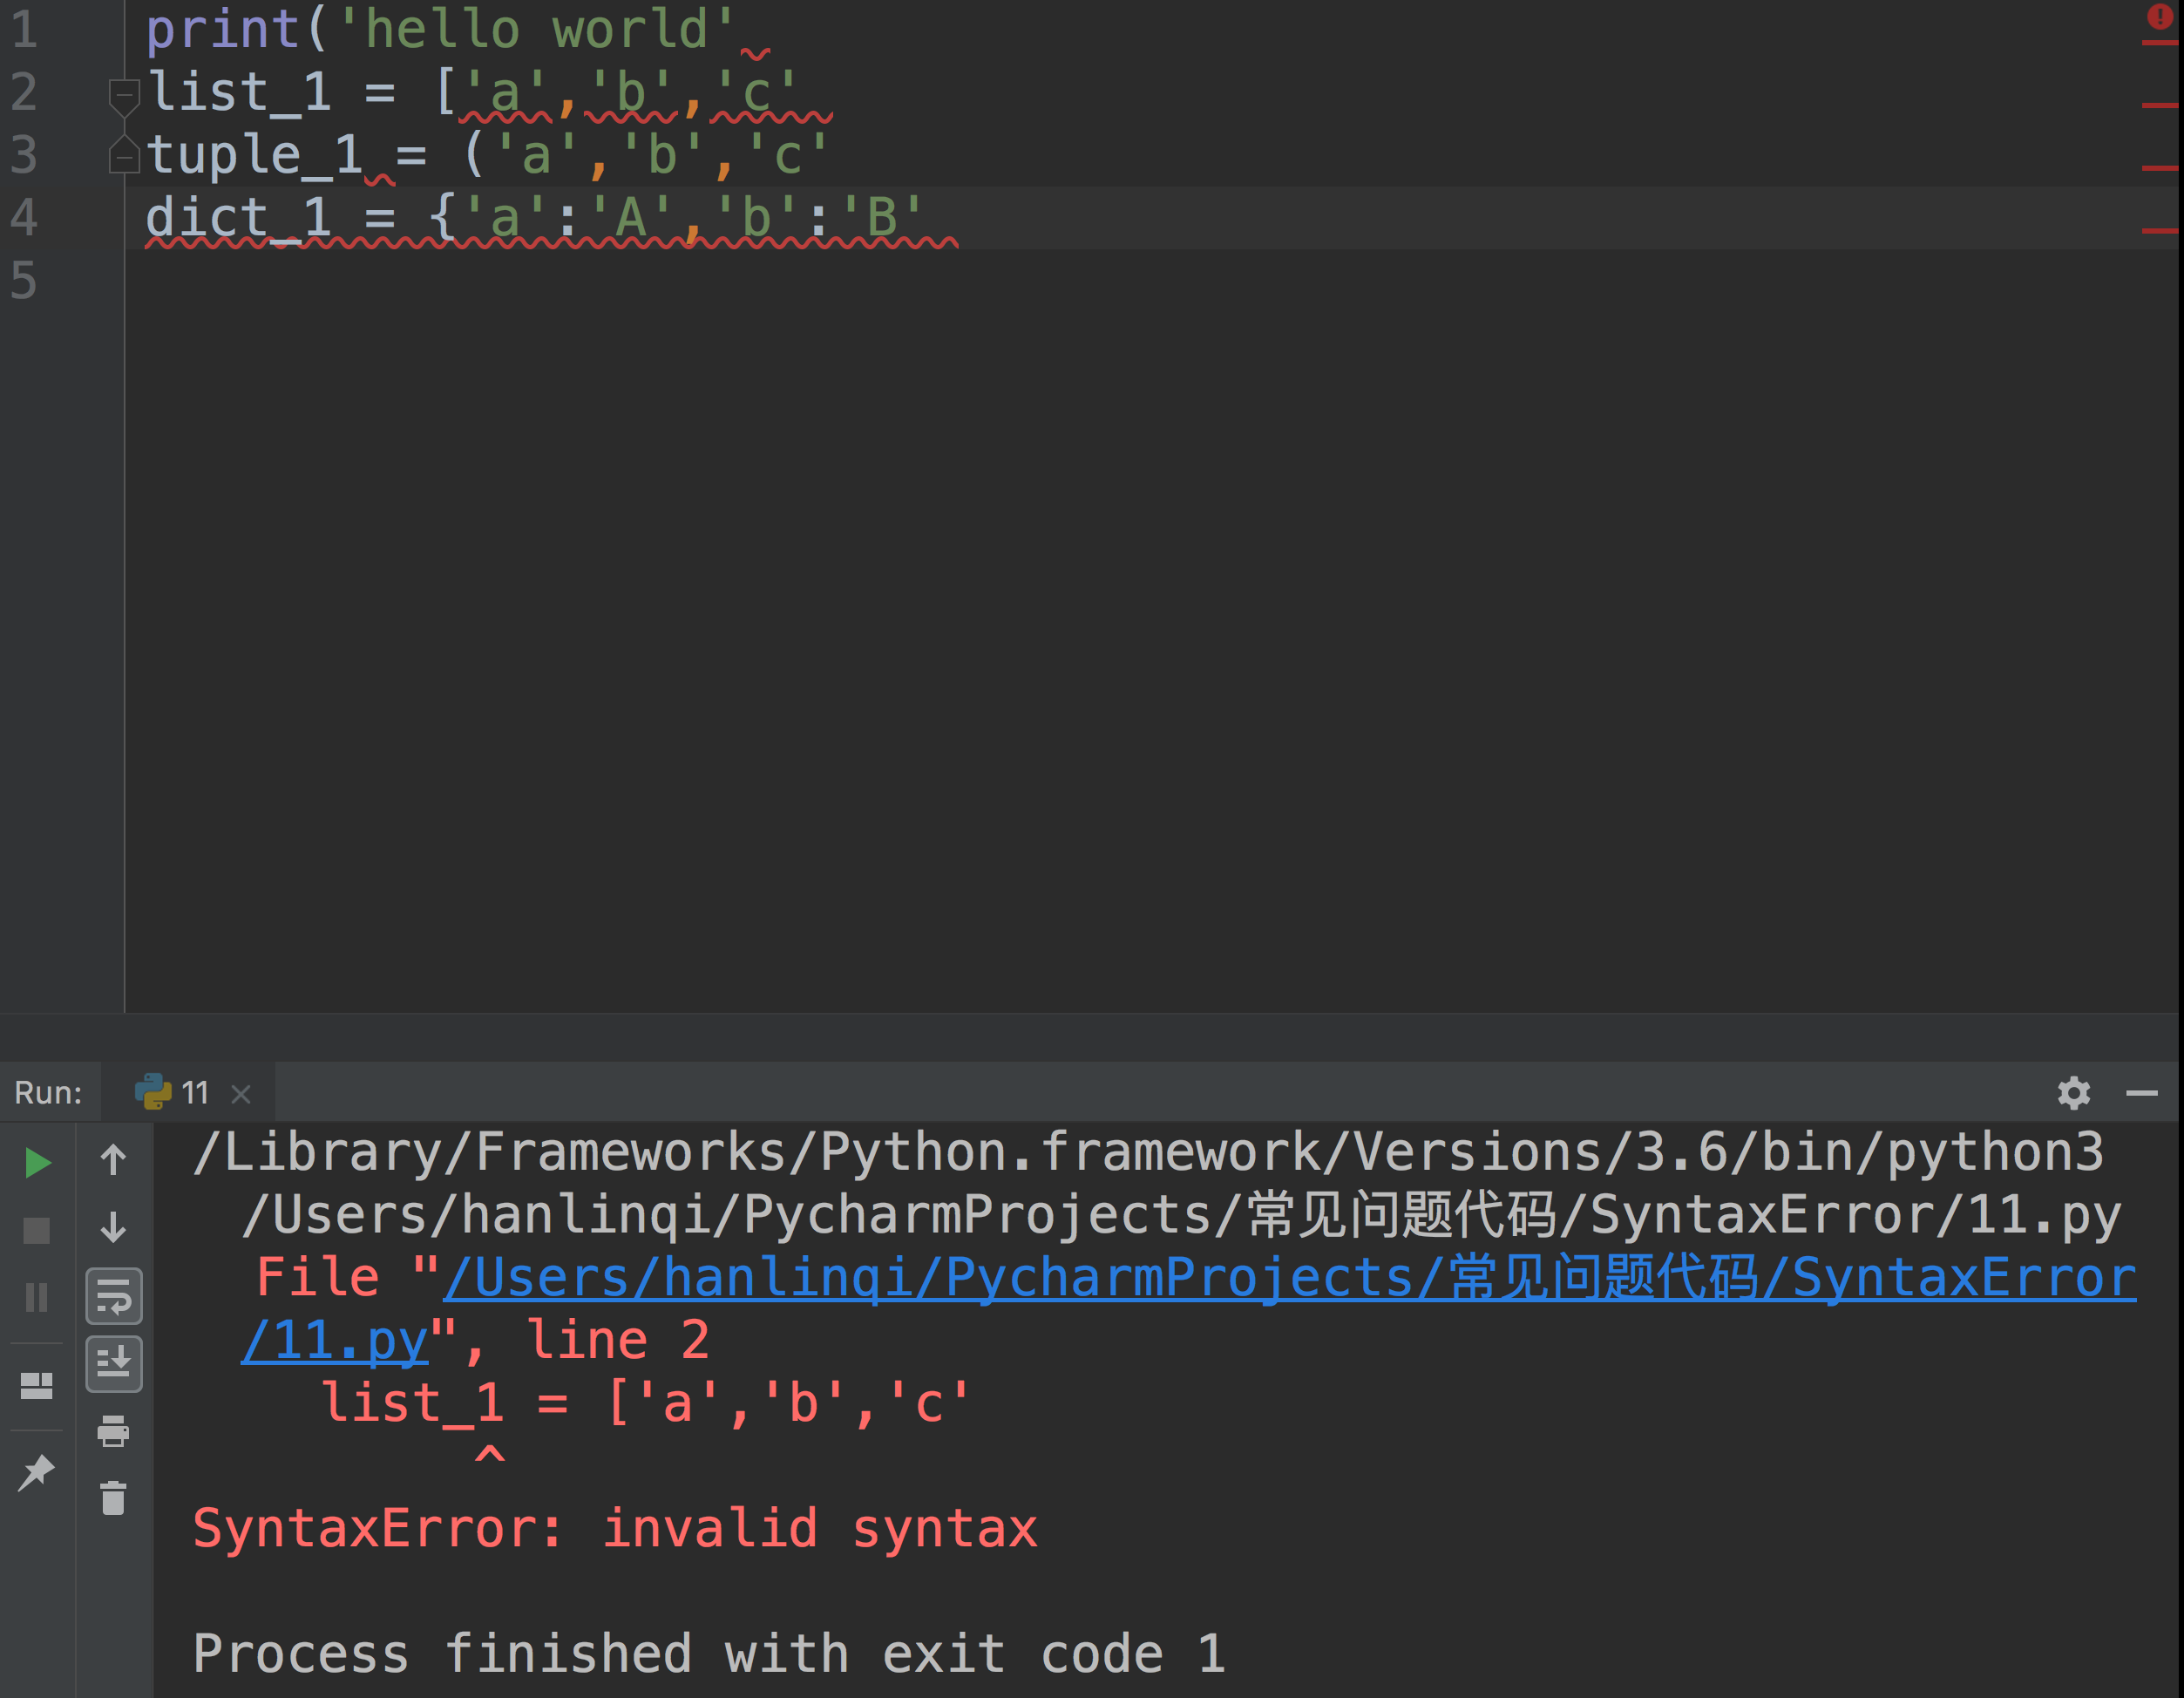 1 print('hello world'
2 list_1 = ['a','b','c'
3 tuple_1 = ('a','b','c'
4 dict_1 = {'a':'A','b':'B'
5
Run: 11
/Library/Frameworks/Python.framework/Versions/3.6/bin/python3
/Users/hanlinqi/PycharmProjects/常见问题代码/SyntaxError/11.py
File "/Users/hanlinqi/PycharmProjects/常见问题代码/SyntaxError
/11.py", line 2
list_1 = ['a','b','c'
^
SyntaxError: invalid syntax
Process finished with exit code 1